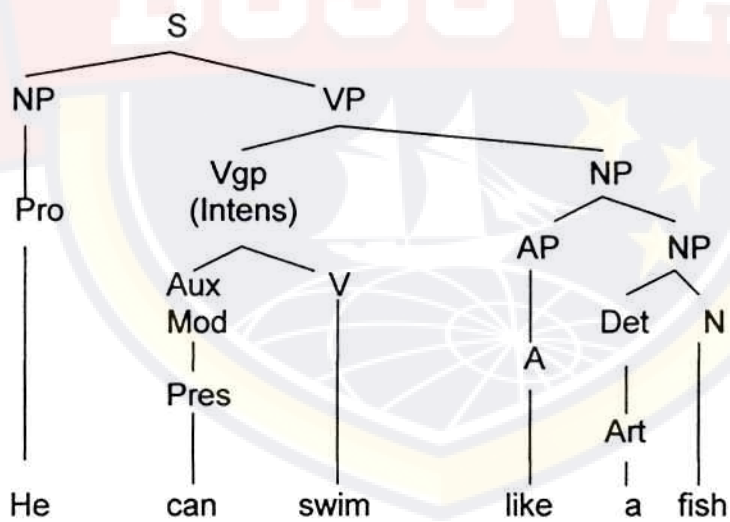 S
NP VP
Vgp NP
Pro (Intens)
AP NP
Aux V
Mod Det N
A
Pres
Art
He can swim like a fish